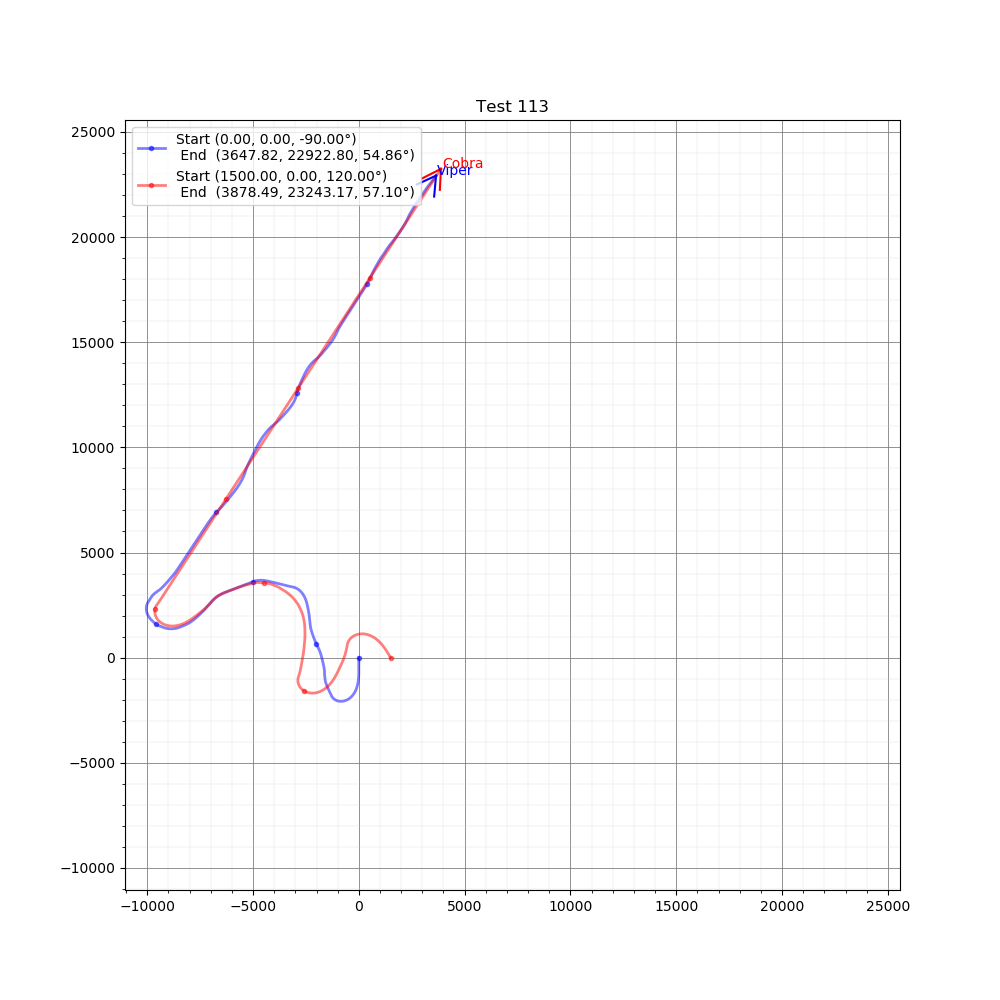 Test 113
Start (0.00, 0.00, -90.00°)
End (3647.82, 22922.80, 54.86°)
Start (1500.00, 0.00, 120.00°)
End (3878.49, 23243.17, 57.10°)
Cobra
Viper
25000
20000
15000
10000
5000
0
−5000
−10000
−10000 −5000 0 5000 10000 15000 20000 25000